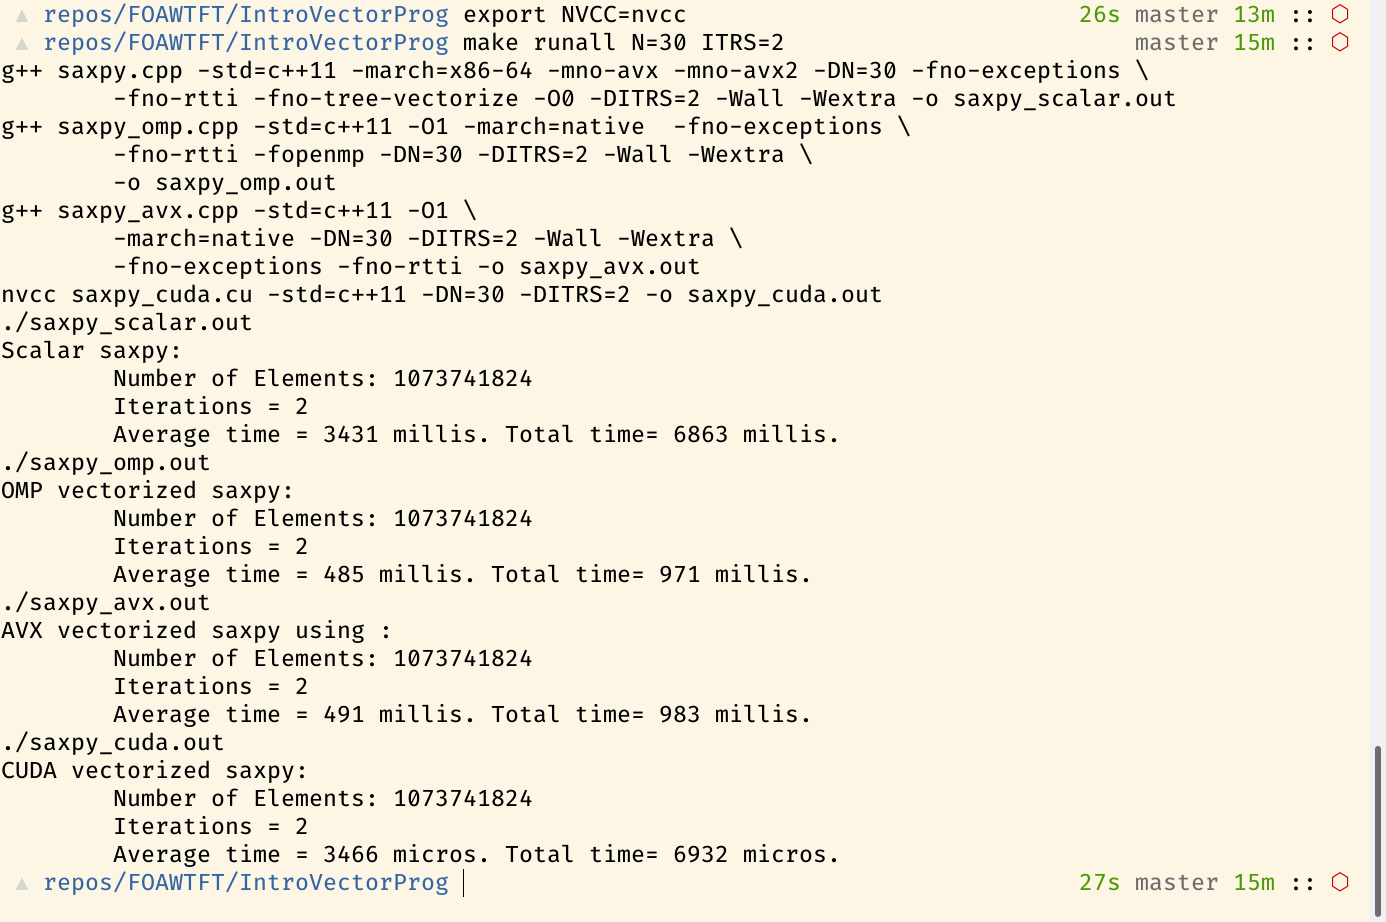 ▲ repos/FOAWTFT/IntroVectorProg export NVCC=nvcc 26s master 13m :: ⬡
▲ repos/FOAWTFT/IntroVectorProg make runall N=30 ITRS=2 master 15m :: ⬡
g++ saxpy.cpp -std=c++11 -march=x86-64 -mno-avx -mno-avx2 -DN=30 -fno-exceptions \
        -fno-rtti -fno-tree-vectorize -O0 -DITRS=2 -Wall -Wextra -o saxpy_scalar.out
g++ saxpy_omp.cpp -std=c++11 -O1 -march=native  -fno-exceptions \
        -fno-rtti -fopenmp -DN=30 -DITRS=2 -Wall -Wextra \
        -o saxpy_omp.out
g++ saxpy_avx.cpp -std=c++11 -O1 \
        -march=native -DN=30 -DITRS=2 -Wall -Wextra \
        -fno-exceptions -fno-rtti -o saxpy_avx.out
nvcc saxpy_cuda.cu -std=c++11 -DN=30 -DITRS=2 -o saxpy_cuda.out
./saxpy_scalar.out
Scalar saxpy:
        Number of Elements: 1073741824
        Iterations = 2
        Average time = 3431 millis. Total time= 6863 millis.
./saxpy_omp.out
OMP vectorized saxpy:
        Number of Elements: 1073741824
        Iterations = 2
        Average time = 485 millis. Total time= 971 millis.
./saxpy_avx.out
AVX vectorized saxpy using :
        Number of Elements: 1073741824
        Iterations = 2
        Average time = 491 millis. Total time= 983 millis.
./saxpy_cuda.out
CUDA vectorized saxpy:
        Number of Elements: 1073741824
        Iterations = 2
        Average time = 3466 micros. Total time= 6932 micros.
▲ repos/FOAWTFT/IntroVectorProg 27s master 15m :: ⬡